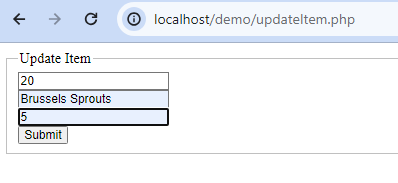 localhost/demo/updateItem.php
Update Item
20
Brussels Sprouts
5
Submit